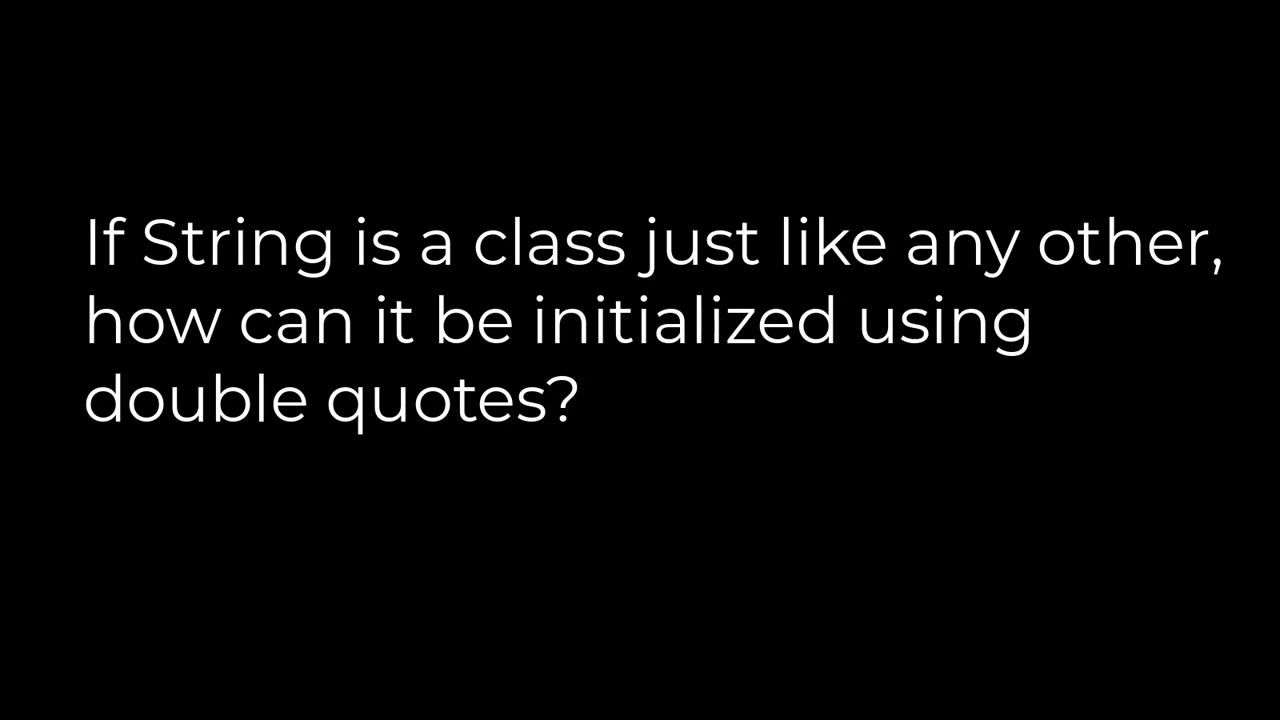 If String is a class just like any other,
how can it be initialized using
double quotes?